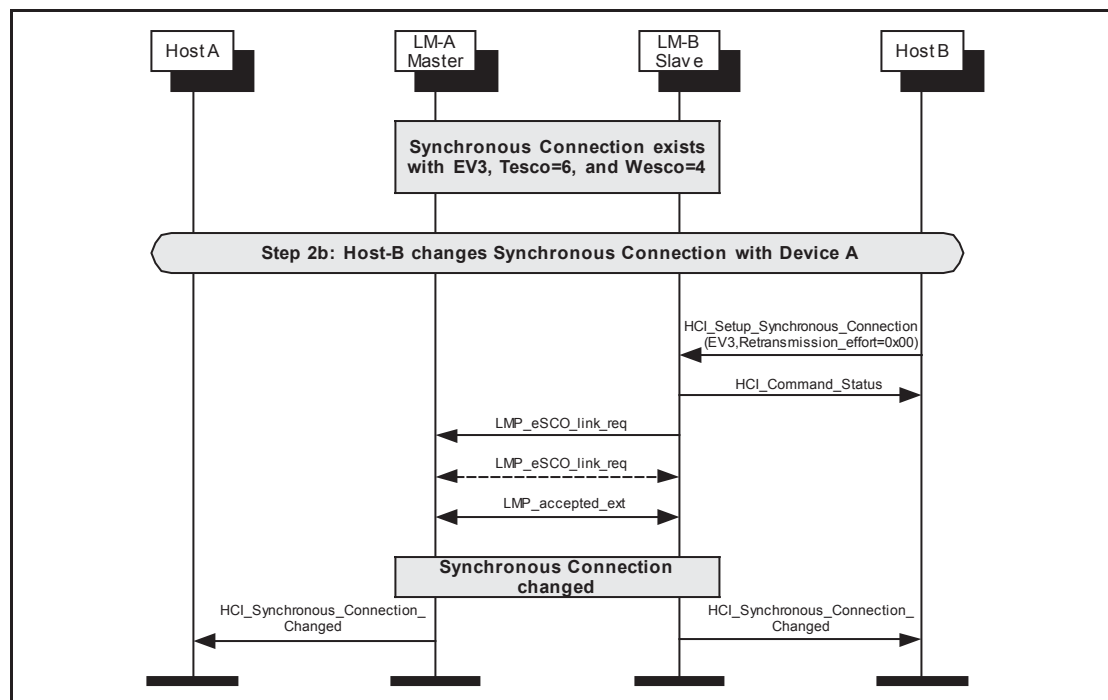 Host A
LM-A
Master
LM-B
Slave
Host B
Synchronous Connection exists
with EV3, Tesco=6, and Wesco=4
Step 2b: Host-B changes Synchronous Connection with Device A
HCI_Setup_Synchronous_Connection
(EV3,Retransmission_effort=0x00)
HCI_Command_Status
LMP_eSCO_link_req
LMP_eSCO_link_req
LMP_accepted_ext
Synchronous Connection
changed
HCI_Synchronous_Connection_
Changed
HCI_Synchronous_Connection_
Changed